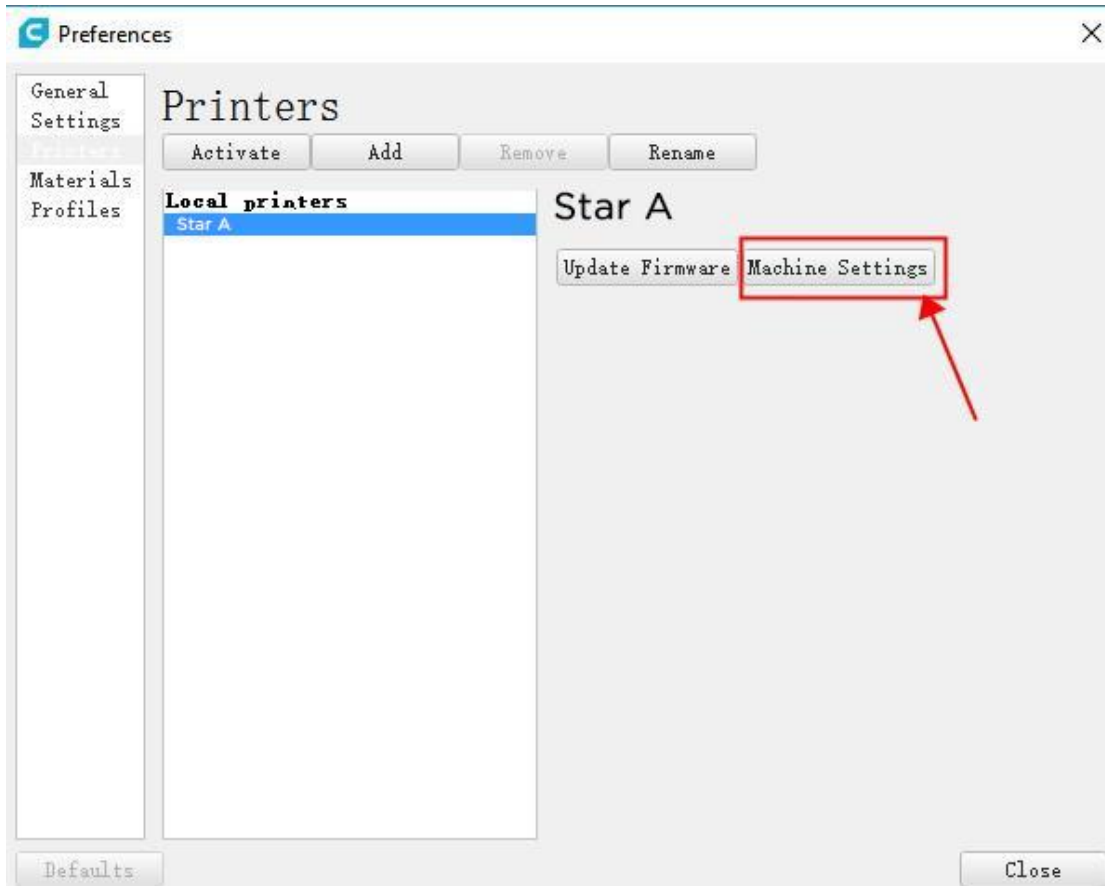 Preferences
General
Settings
Printers
Materials
Profiles
Printers
Activate Add Remove Rename
Local printers
Star A
Star A
Update Firmware Machine Settings
Defaults Close